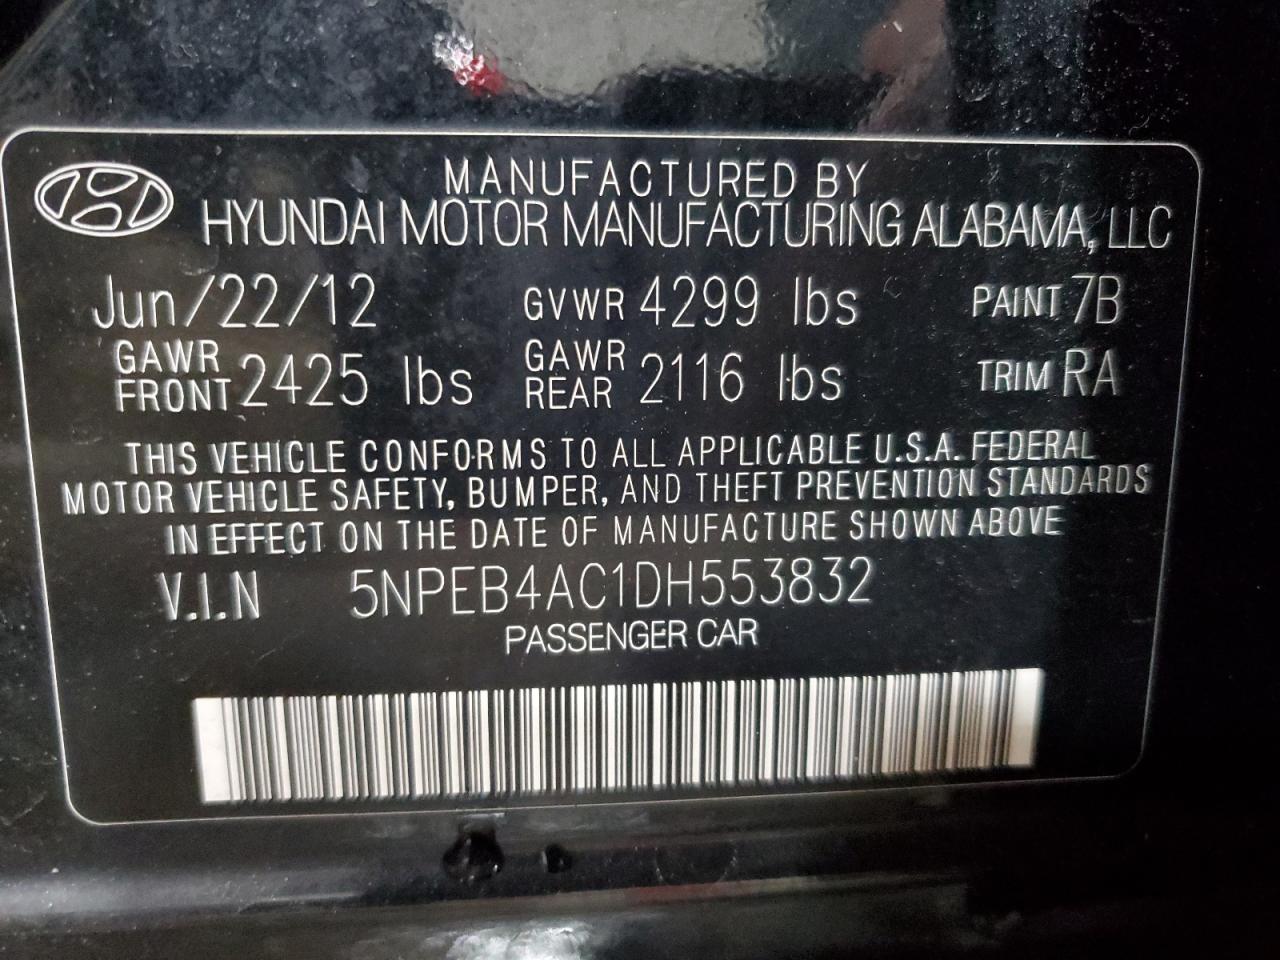 MANUFACTURED BY
HYUNDAI MOTOR MANUFACTURING ALABAMA, LLC
Jun/22/12 GVWR 4299 lbs PAINT 7B
GAWR FRONT 2425 lbs GAWR REAR 2116 lbs TRIM RA
THIS VEHICLE CONFORMS TO ALL APPLICABLE U.S.A. FEDERAL
MOTOR VEHICLE SAFETY, BUMPER, AND THEFT PREVENTION STANDARDS
IN EFFECT ON THE DATE OF MANUFACTURE SHOWN ABOVE
V.I.N 5NPEB4AC1DH553832
PASSENGER CAR